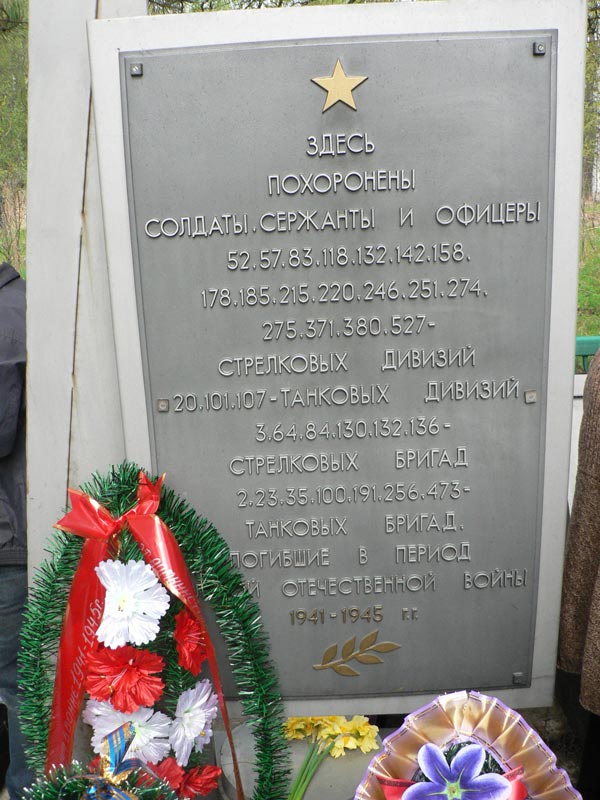 ЗДЕСЬ
ПОХОРОНЕНЫ
СОЛДАТЫ, СЕРЖАНТЫ И ОФИЦЕРЫ
52.57.83.118.132.142.158.
178.185.215.220.246.251.274.
275.371.380.527-
СТРЕЛКОВЫХ ДИВИЗИЙ
20.101.107-ТАНКОВЫХ ДИВИЗИЙ
3.64.84.130.132.136-
СТРЕЛКОВЫХ БРИГАД
2.23.35.100.191.256.473-
ТАНКОВЫХ БРИГАД,
ПОГИБШИЕ В ПЕРИОД
ОТЕЧЕСТВЕННОЙ ВОЙНЫ
1941-1945 г.г.
1941-1945г.